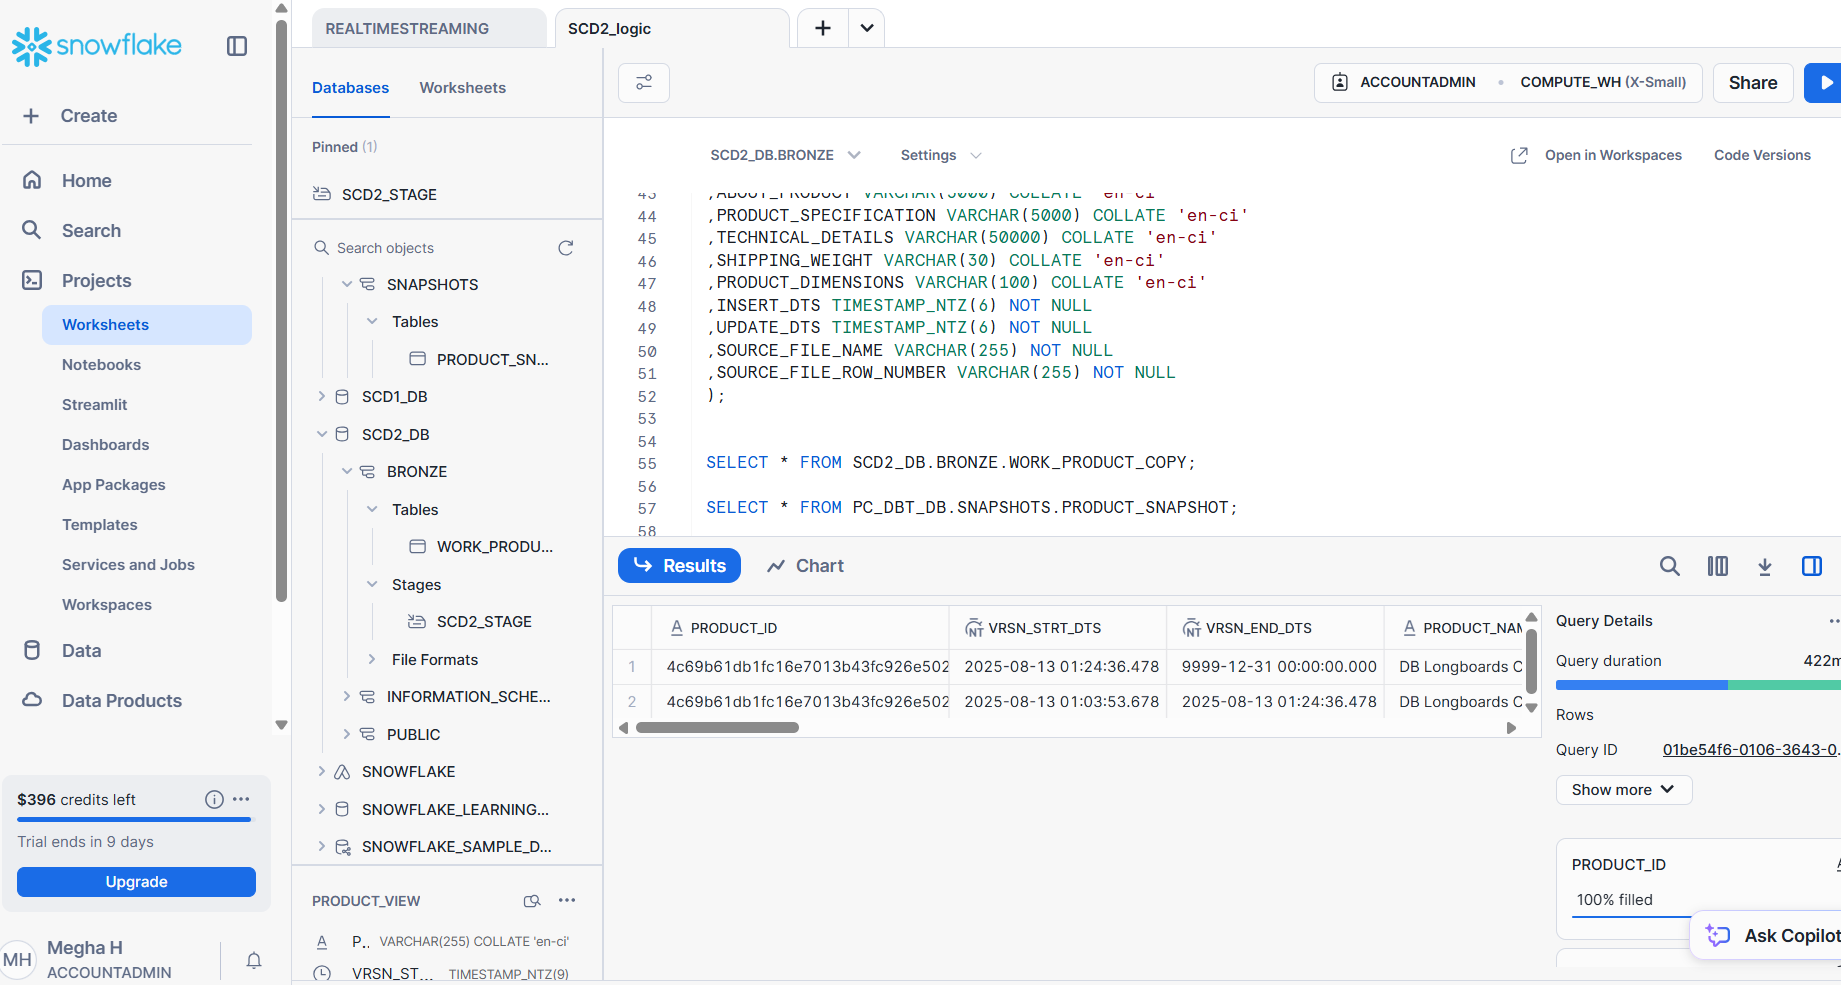 snowflake
Create
Home
Search
Projects
Worksheets
Notebooks
Streamlit
Dashboards
App Packages
Templates
Services and Jobs
Workspaces
Data
Data Products
$396 credits left
Trial ends in 9 days
Upgrade
MH
Megha H
ACCOUNTADMIN
REALTIMESTREAMING
SCD2_logic
Databases
Worksheets
Pinned (1)
SCD2_STAGE
Search objects
SNAPSHOTS
Tables
PRODUCT_SN...
SCD1_DB
SCD2_DB
BRONZE
Tables
WORK_PRODU...
Stages
SCD2_STAGE
File Formats
INFORMATION_SCHE...
PUBLIC
SNOWFLAKE
SNOWFLAKE_LEARNING...
SNOWFLAKE_SAMPLE_D...
PRODUCT_VIEW
A P.. VARCHAR(255) COLLATE 'en-ci'
VRSN_ST... TIMESTAMP_NTZ(9)
ACCOUNTADMIN • COMPUTE_WH (X-Small)
Share
SCD2_DB.BRONZE
Settings
Open in Workspaces
Code Versions
43 ,ABOUT_PRODUCT VARCHAR(5000) COLLATE 'en-ci'
44 ,PRODUCT_SPECIFICATION VARCHAR(5000) COLLATE 'en-ci'
45 ,TECHNICAL_DETAILS VARCHAR(50000) COLLATE 'en-ci'
46 ,SHIPPING_WEIGHT VARCHAR(30) COLLATE 'en-ci'
47 ,PRODUCT_DIMENSIONS VARCHAR(100) COLLATE 'en-ci'
48 ,INSERT_DTS TIMESTAMP_NTZ(6) NOT NULL
49 ,UPDATE_DTS TIMESTAMP_NTZ(6) NOT NULL
50 ,SOURCE_FILE_NAME VARCHAR(255) NOT NULL
51 ,SOURCE_FILE_ROW_NUMBER VARCHAR(255) NOT NULL
52 );
53
54
55 SELECT * FROM SCD2_DB.BRONZE.WORK_PRODUCT_COPY;
56
57 SELECT * FROM PC_DBT_DB.SNAPSHOTS.PRODUCT_SNAPSHOT;
58
Results
Chart
A PRODUCT_ID NT VRSN_STRT_DTS NT VRSN_END_DTS A PRODUCT_NAM
1 4c69b61db1fc16e7013b43fc926e502 2025-08-13 01:24:36.478 9999-12-31 00:00:00.000 DB Longboards C
2 4c69b61db1fc16e7013b43fc926e502 2025-08-13 01:03:53.678 2025-08-13 01:24:36.478 DB Longboards C
Query Details
Query duration 422m
Rows
Query ID 01be54f6-0106-3643-0.
Show more
PRODUCT_ID
100% filled
Ask Copilot